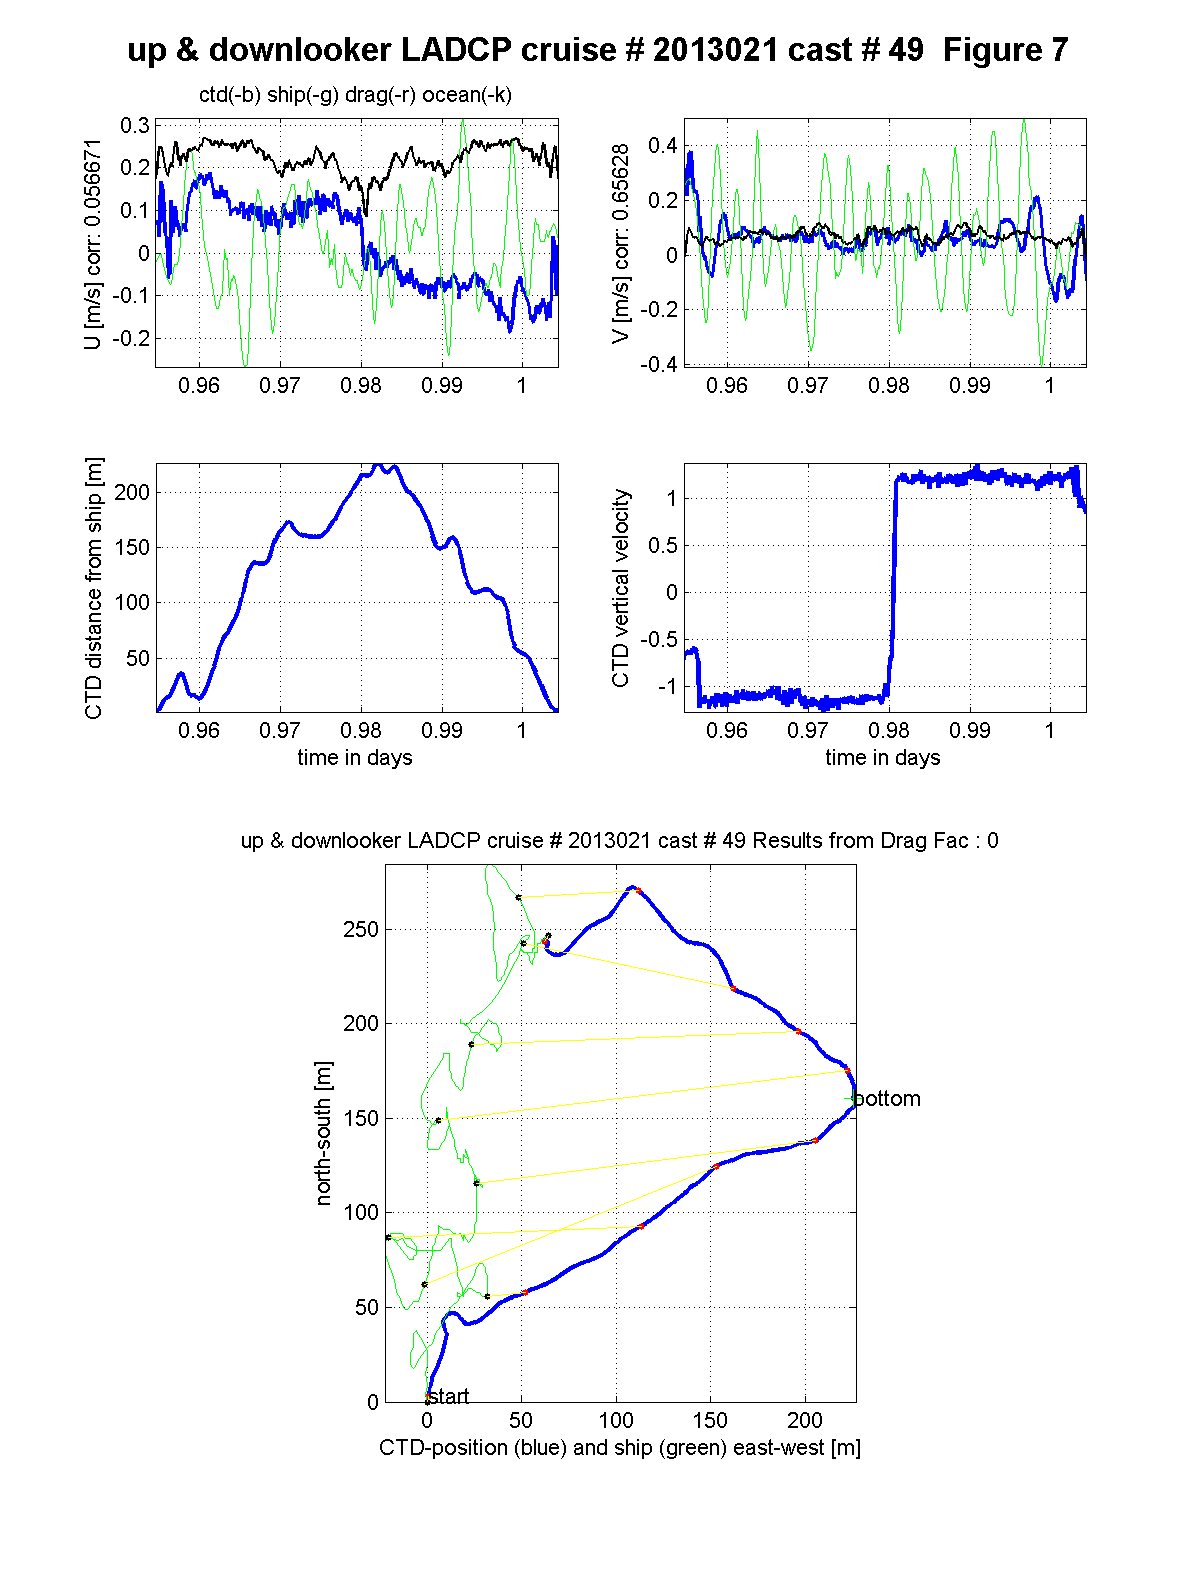 up & downlooker LADCP cruise # 2013021 cast # 49  Figure 7
ctd(-b) ship(-g) drag(-r) ocean(-k)
U [m/s] corr: 0.056671
0.3
0.2
0.1
0
-0.1
-0.2
0.96 0.97 0.98 0.99 1
V [m/s] corr: 0.65628
0.4
0.2
0
-0.2
-0.4
0.96 0.97 0.98 0.99 1
CTD distance from ship [m]
200
150
100
50
0.96 0.97 0.98 0.99 1
time in days
CTD vertical velocity
1
0.5
0
-0.5
-1
0.96 0.97 0.98 0.99 1
time in days
up & downlooker LADCP cruise # 2013021 cast # 49 Results from Drag Fac : 0
north-south [m]
250
200
150
100
50
0
bottom
start
0 50 100 150 200
CTD-position (blue) and ship (green) east-west [m]